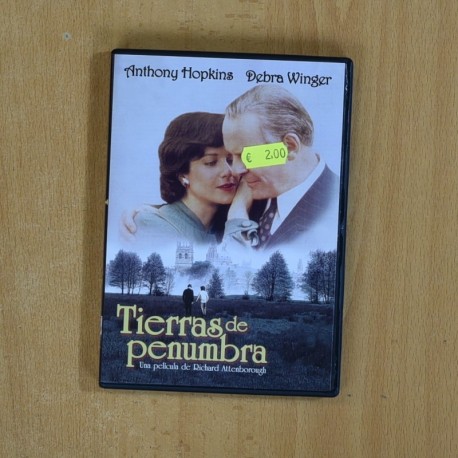 Anthony Hopkins Debra Winger
€ 2.00
Tierras de
penumbra
Una película de Richard Attenborough